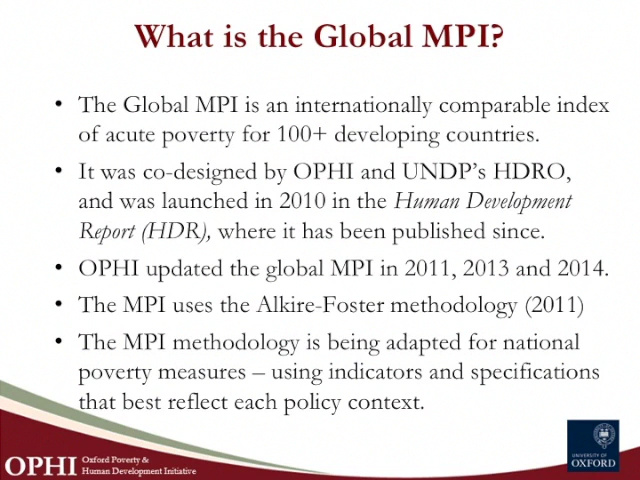 What is the Global MPI?
• The Global MPI is an internationally comparable index
of acute poverty for 100+ developing countries.
• It was co-designed by OPHI and UNDP's HDRO,
and was launched in 2010 in the Human Development
Report (HDR), where it has been published since.
• OPHI updated the global MPI in 2011, 2013 and 2014.
• The MPI uses the Alkire-Foster methodology (2011)
• The MPI methodology is being adapted for national
poverty measures – using indicators and specifications
that best reflect each policy context.
OPHI
Oxford Poverty &
Human Development Initiative
UNIVERSITY OF
OXFORD